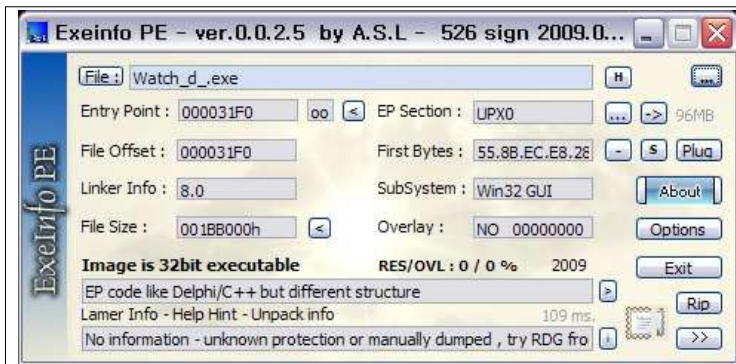 Exeinfo PE - ver.0.0.2.5 by A.S.L - 526 sign 2009.0...
File : Watch_d_.exe H ...
Entry Point : 000031F0 oo < EP Section : UPX0 ... -> 96MB
File Offset : 000031F0 First Bytes : 55.8B.EC.E8.28 - S Plug
Linker Info : 8.0 SubSystem : Win32 GUI About
File Size : 001BB000h < Overlay : NO 00000000 Options
Image is 32bit executable RES/OVL : 0 / 0 % 2009 Exit
EP code like Delphi/C++ but different structure >
Lamer Info - Help Hint - Unpack info 109 ms. Rip
No information - unknown protection or manually dumped , try RDG fro i >>
ExeInfo PE